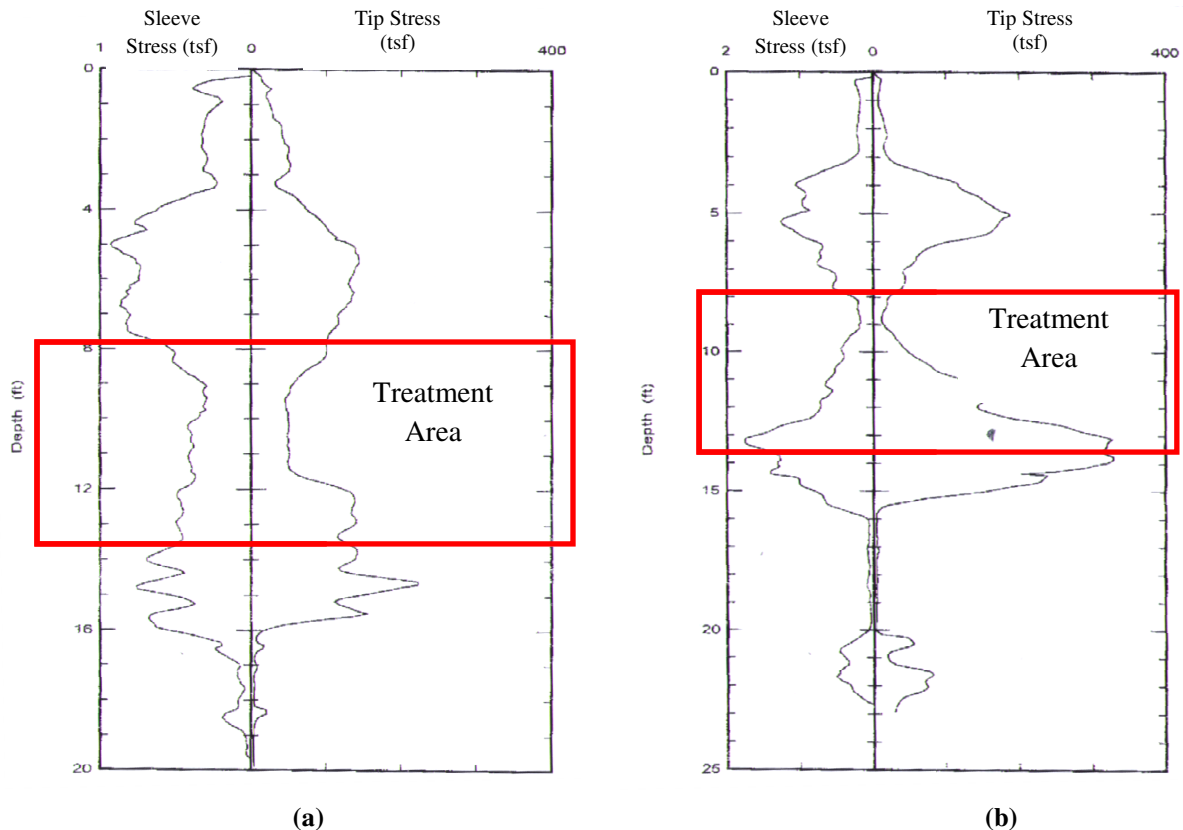 Sleeve
Stress (tsf)
Tip Stress
(tsf)
1
0
400
0
4
8
12
16
20
Depth (ft)
Treatment
Area
(a)
Sleeve
Stress (tsf)
Tip Stress
(tsf)
2
0
400
0
5
10
15
20
25
Depth (ft)
Treatment
Area
(b)